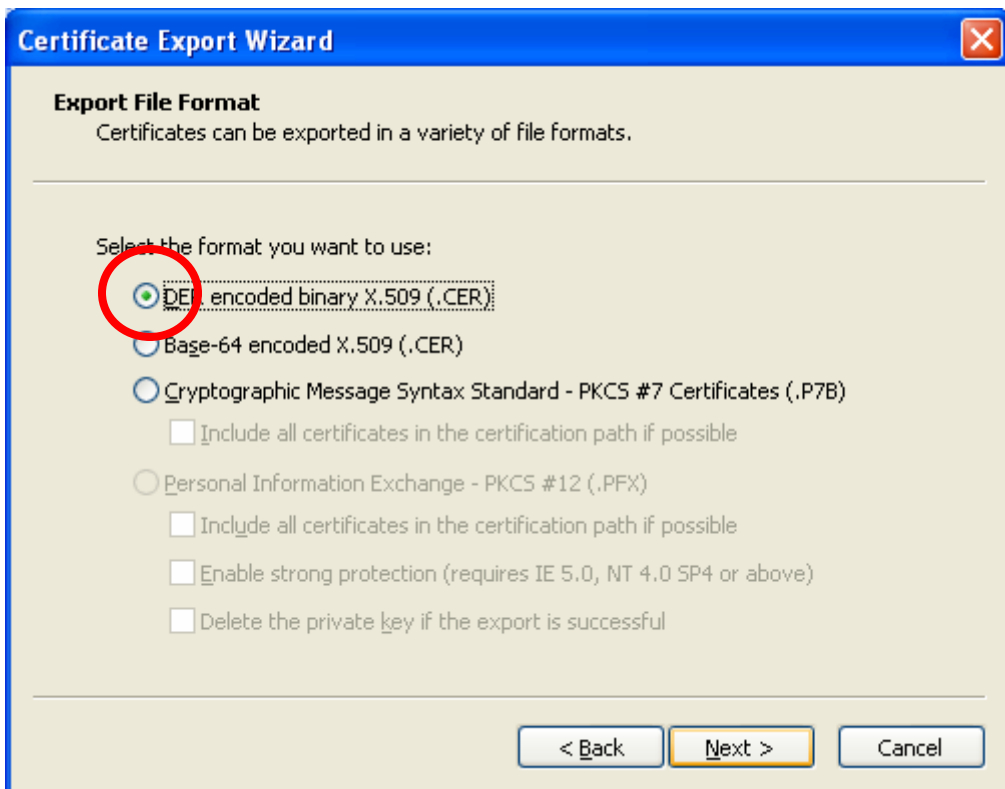 Certificate Export Wizard
Export File Format
Certificates can be exported in a variety of file formats.
Select the format you want to use:
DER encoded binary X.509 (.CER)
Base-64 encoded X.509 (.CER)
Cryptographic Message Syntax Standard - PKCS #7 Certificates (.P7B)
Include all certificates in the certification path if possible
Personal Information Exchange - PKCS #12 (.PFX)
Include all certificates in the certification path if possible
Enable strong protection (requires IE 5.0, NT 4.0 SP4 or above)
Delete the private key if the export is successful
< Back Next > Cancel